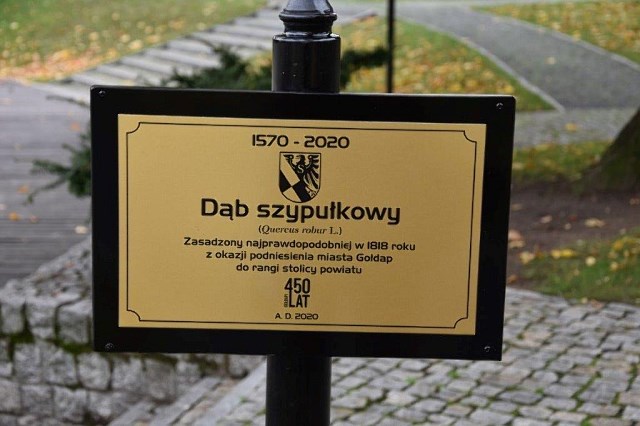 1570 - 2020
Dąb szypułkowy
(Quercus robur L.)
Zasadzony najprawdopodobniej w 1818 roku
z okazji podniesienia miasta Gołdap
do rangi stolicy powiatu
450
LAT
A. D. 2020